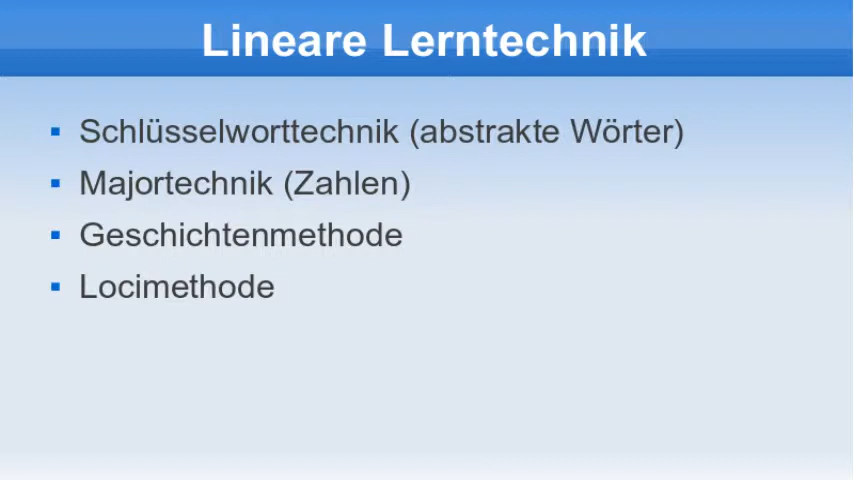 Lineare Lerntechnik
Schlüsselworttechnik (abstrakte Wörter)
Majortechnik (Zahlen)
Geschichtenmethode
Locimethode